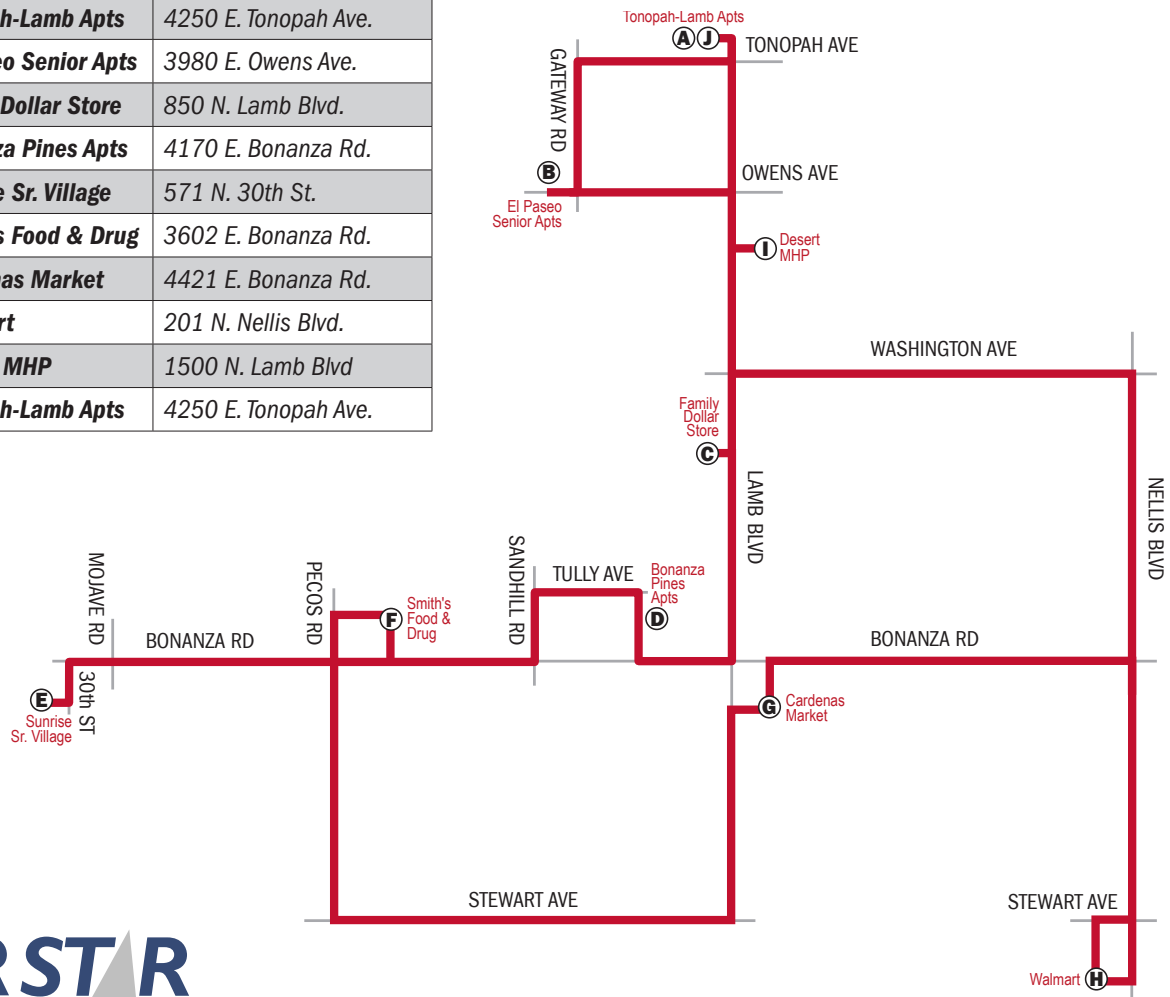 h-Lamb Apts 4250 E. Tonopah Ave.
eo Senior Apts 3980 E. Owens Ave.
Dollar Store 850 N. Lamb Blvd.
za Pines Apts 4170 E. Bonanza Rd.
e Sr. Village 571 N. 30th St.
s Food & Drug 3602 E. Bonanza Rd.
nas Market 4421 E. Bonanza Rd.
rt 201 N. Nellis Blvd.
MHP 1500 N. Lamb Blvd
h-Lamb Apts 4250 E. Tonopah Ave.
Tonopah-Lamb Apts
A J
TONOPAH AVE
GATEWAY RD
B
OWENS AVE
El Paseo
Senior Apts
I
Desert
MHP
WASHINGTON AVE
Family
Dollar
Store
C
LAMB BLVD
NELLIS BLVD
MOJAVE RD
PECOS RD
SANDHILL RD
TULLY AVE
Bonanza
Pines
Apts
D
F
Smith's
Food &
Drug
BONANZA RD
BONANZA RD
E
30th ST
Sunrise
Sr. Village
G
Cardenas
Market
STEWART AVE
STEWART AVE
Walmart H
R STAR